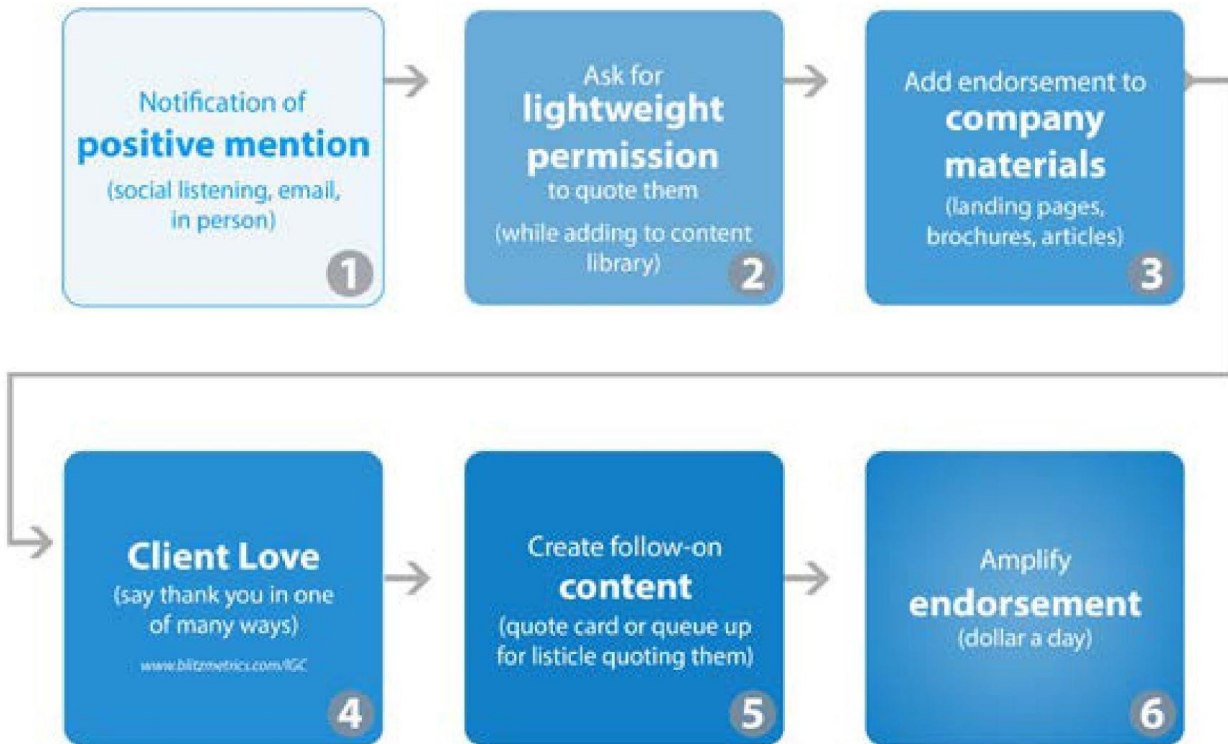 Notification of
positive mention
(social listening, email,
in person)
1
Ask for
lightweight
permission
to quote them
(while adding to content
library)
2
Add endorsement to
company
materials
(landing pages,
brochures, articles)
3
Client Love
(say thank you in one
of many ways)
www.blitzmetrics.com/IGC
4
Create follow-on
content
(quote card or queue up
for listicle quoting them)
5
Amplify
endorsement
(dollar a day)
6